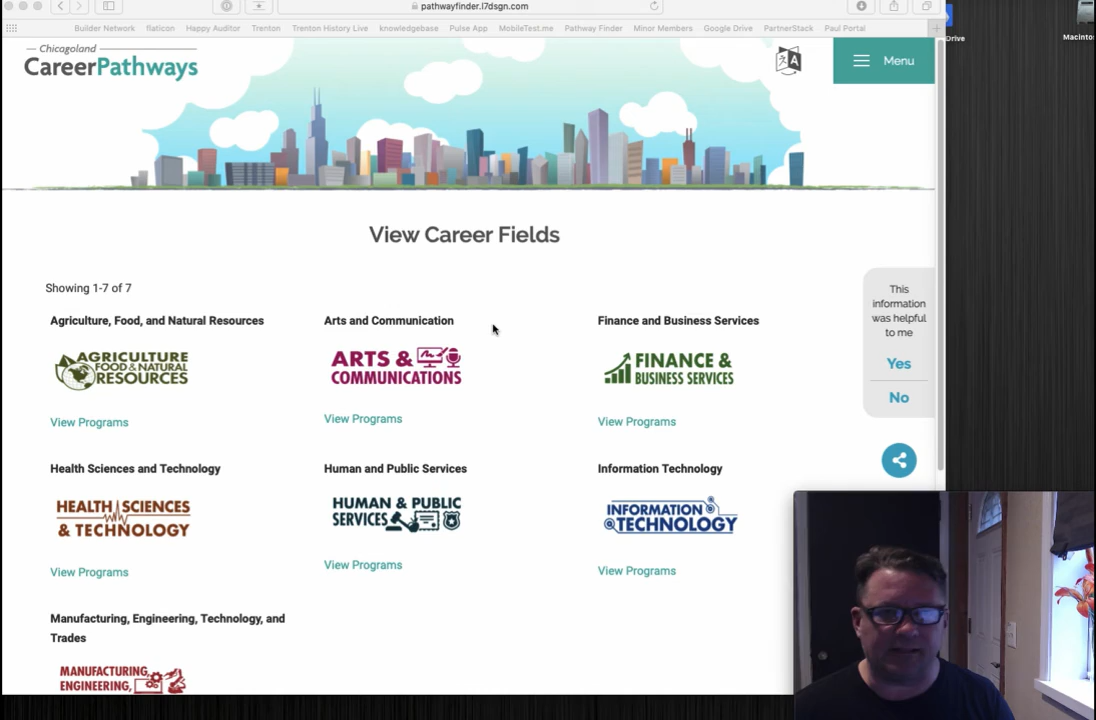 pathwayfinder.l7dsgn.com
Builder Network flaticon Happy Auditor Trenton Trenton History Live knowledgebase Pulse App MobileTest.me Pathway Finder Minor Members Google Drive PartnerStack Paul Portal
Drive
Macinto
Chicagoland
CareerPathways
A
Menu
View Career Fields
Showing 1-7 of 7
This
information
was helpful
to me
Yes
No
Agriculture, Food, and Natural Resources
AGRICULTURE
FOOD & NATURAL
RESOURCES
View Programs
Arts and Communication
ARTS &
COMMUNICATIONS
View Programs
Finance and Business Services
FINANCE &
BUSINESS SERVICES
View Programs
Health Sciences and Technology
HEALTH SCIENCES
& TECHNOLOGY
View Programs
Human and Public Services
HUMAN & PUBLIC
SERVICES
View Programs
Information Technology
INFORMATION
TECHNOLOGY
View Programs
Manufacturing, Engineering, Technology, and
Trades
MANUFACTURING,
ENGINEERING,